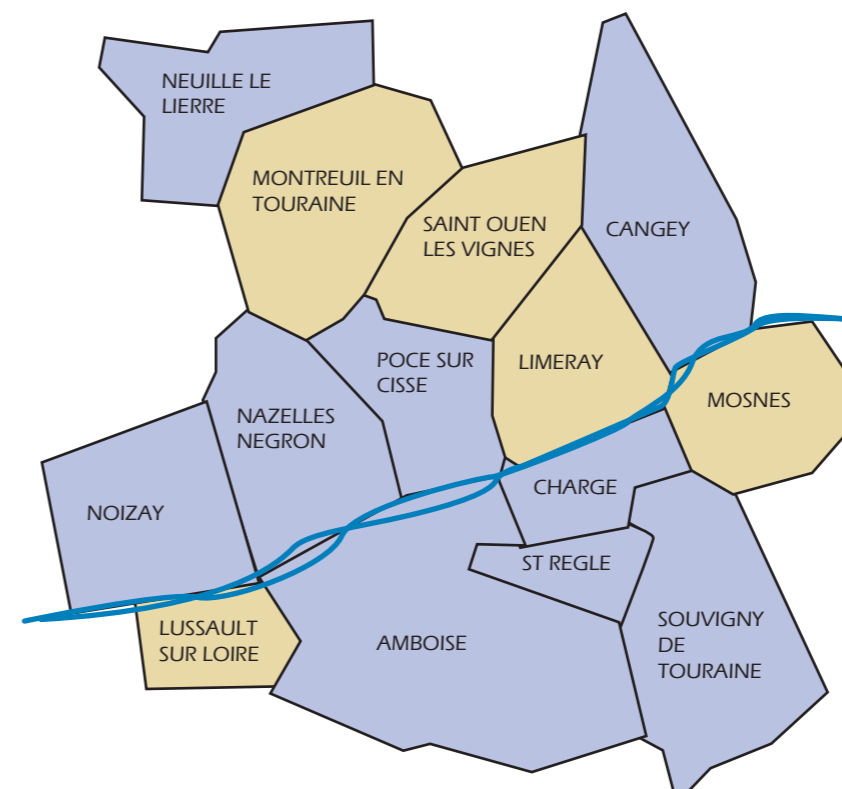 NEUILLE LE
LIERRE
MONTREUIL EN
TOURAINE
SAINT OUEN
LES VIGNES
CANGEY
POCE SUR
CISSE
LIMERAY
MOSNES
NAZELLES
NEGRON
NOIZAY
CHARGE
ST REGLE
LUSSAULT
SUR LOIRE
AMBOISE
SOUVIGNY
DE
TOURAINE